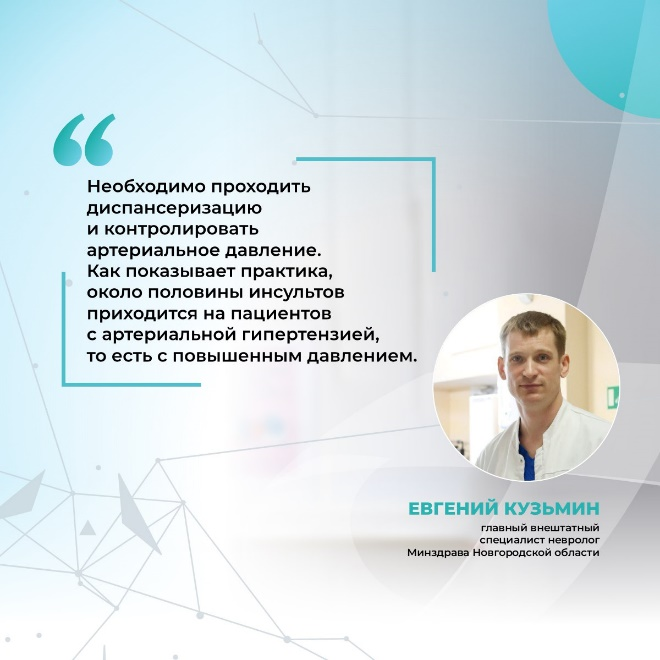 Необходимо проходить
диспансеризацию
и контролировать
артериальное давление.
Как показывает практика,
около половины инсультов
приходится на пациентов
с артериальной гипертензией,
то есть с повышенным давлением.
ЕВГЕНИЙ КУЗЬМИН
главный внештатный
специалист невролог
Минздрава Новгородской области